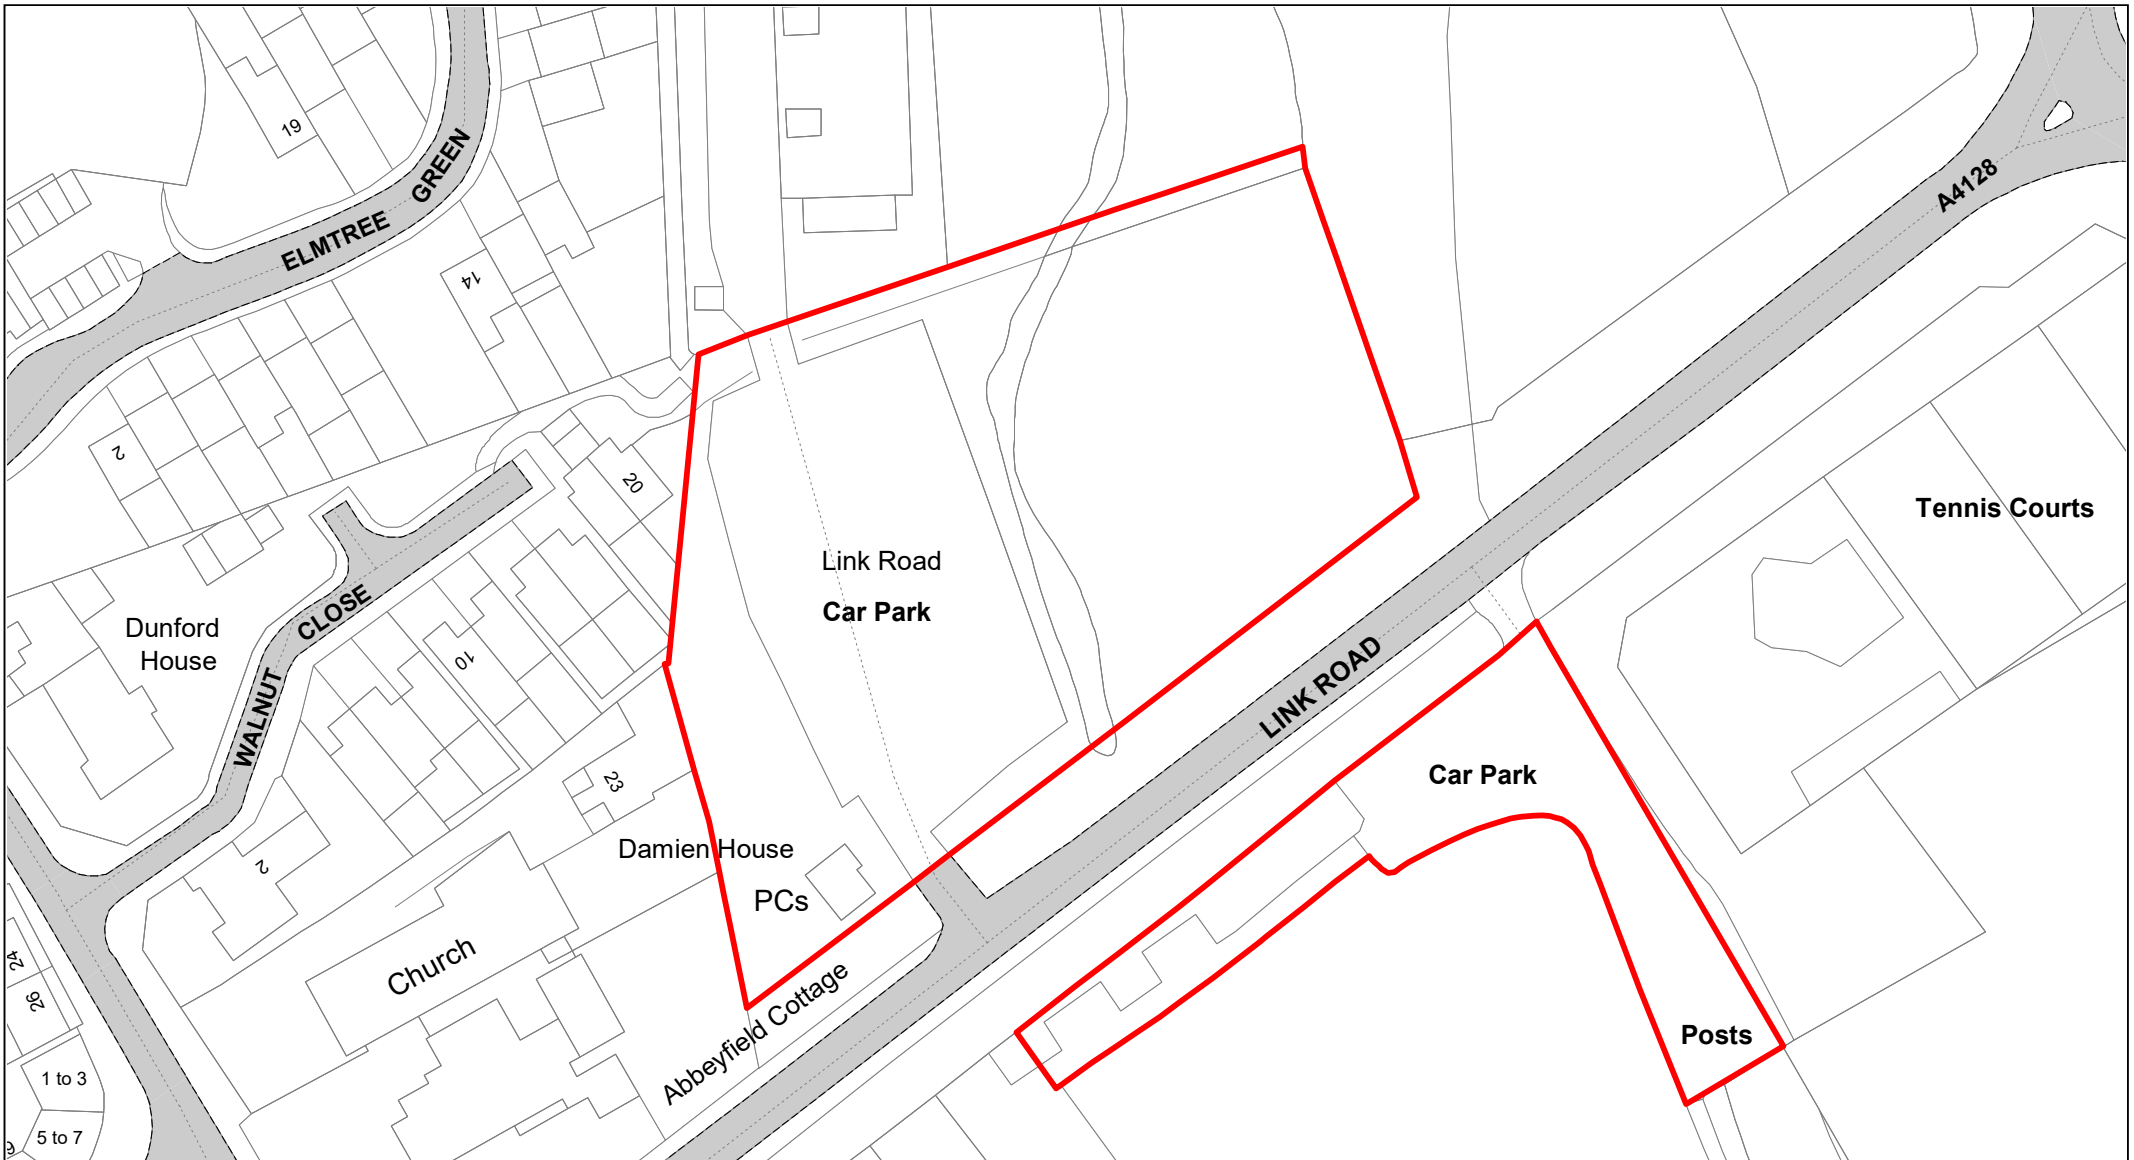 19
ELMTREE GREEN
14
2
A4128
20
Tennis Courts
Link Road
Car Park
Dunford
House
WALNUT CLOSE
10
LINK ROAD
23
Car Park
Damien House
PCs
2
Church
Abbeyfield Cottage
24
26
Posts
1 to 3
5 to 7